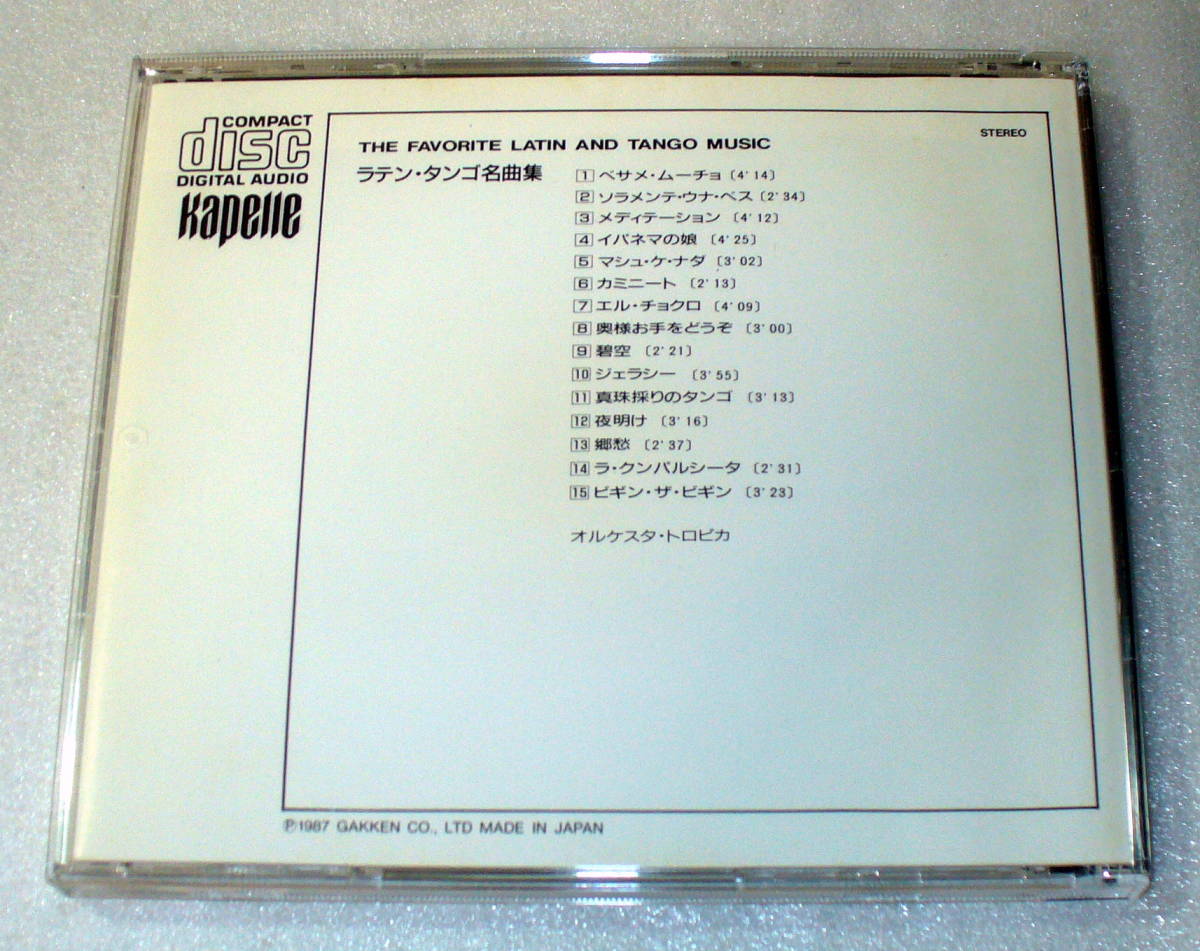 COMPACT
disc
DIGITAL AUDIO
Kapelle
STEREO
THE FAVORITE LATIN AND TANGO MUSIC
ラテン・タンゴ名曲集
1 ベサメ・ムーチョ〔4'14〕
2 ソラメンテ・ウナ・ベス〔2'34〕
3 メディテーション〔4'12〕
4 イパネマの娘〔4'25〕
5 マシュ・ケ・ナダ〔3'02〕
6 カミニート〔2'13〕
7 エル・チョクロ〔4'09〕
8 奥様お手をどうぞ〔3'00〕
9 碧空〔2'21〕
10 ジェラシー〔3'55〕
11 真珠採りのタンゴ〔3'13〕
12 夜明け〔3'16〕
13 郷愁〔2'37〕
14 ラ・クンパルシータ〔2'31〕
15 ビギン・ザ・ビギン〔3'23〕
オルケスタ・トロピカ
℗1987 GAKKEN CO., LTD MADE IN JAPAN